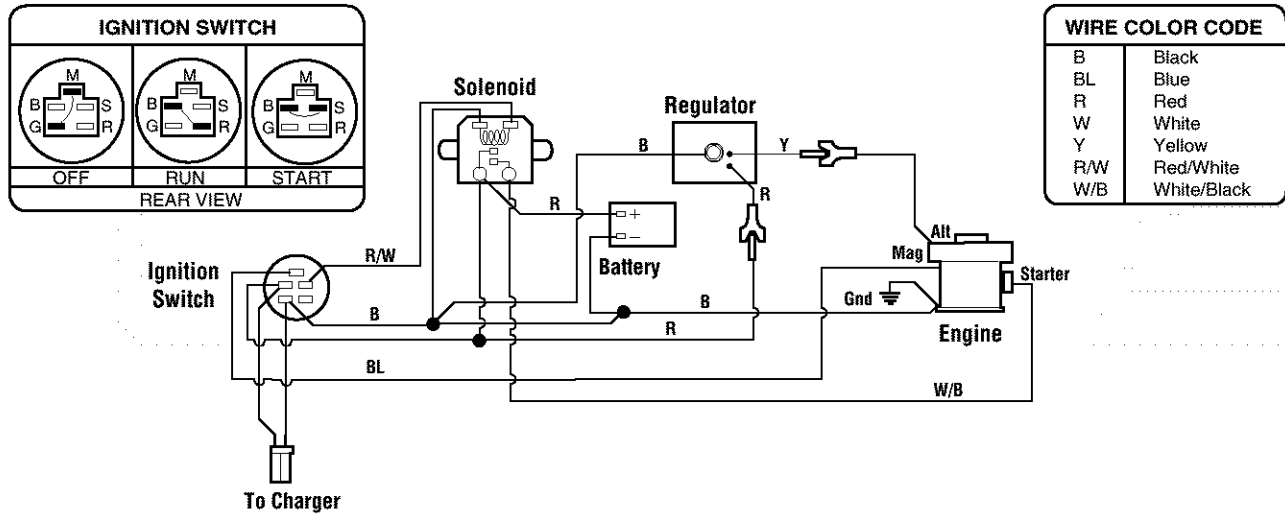 IGNITION SWITCH
M
B S
G R
M
B S
G R
M
B S
G R
OFF RUN START
REAR VIEW
WIRE COLOR CODE
B Black
BL Blue
R Red
W White
Y Yellow
R/W Red/White
W/B White/Black
Solenoid
Regulator
B
Y
R
R
Battery
+
−
R/W
Ignition
Switch
B
B
R
BL
W/B
Alt
Mag
Starter
Gnd
Engine
To Charger